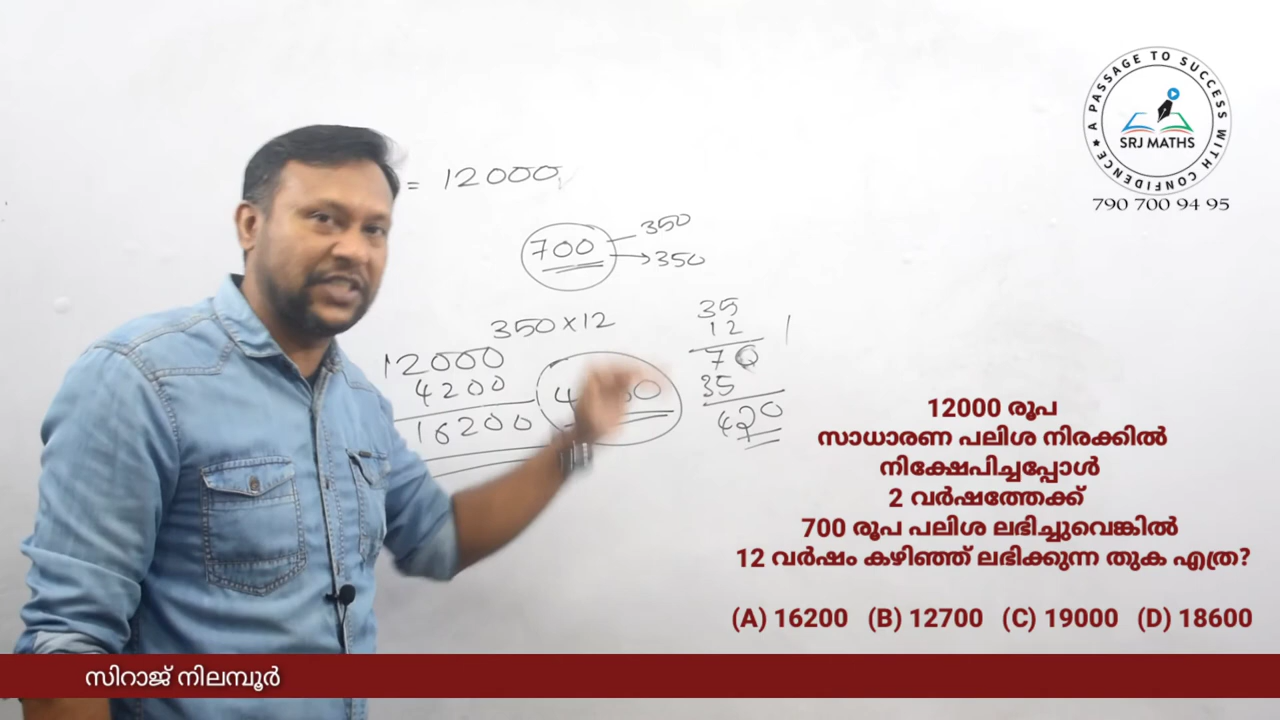 A PASSAGE TO SUCCESS WITH CONFIDENCE
SRJ MATHS
790 700 94 95
= 12000
700
350
350
350×12
12000
4200
16200
35
12
70
35
420
12000 രൂപ
സാധാരണ പലിശ നിരക്കിൽ
നിക്ഷേപിച്ചപ്പോൾ
2 വർഷത്തേക്ക്
700 രൂപ പലിശ ലഭിച്ചുവെങ്കിൽ
12 വർഷം കഴിഞ്ഞ് ലഭിക്കുന്ന തുക എത്ര?
(A) 16200 (B) 12700 (C) 19000 (D) 18600
സിറാജ് നിലമ്പൂർ